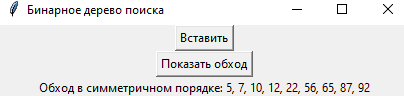 Бинарное дерево поиска
Вставить
Показать обход
Обход в симметричном порядке: 5, 7, 10, 12, 22, 56, 65, 87, 92